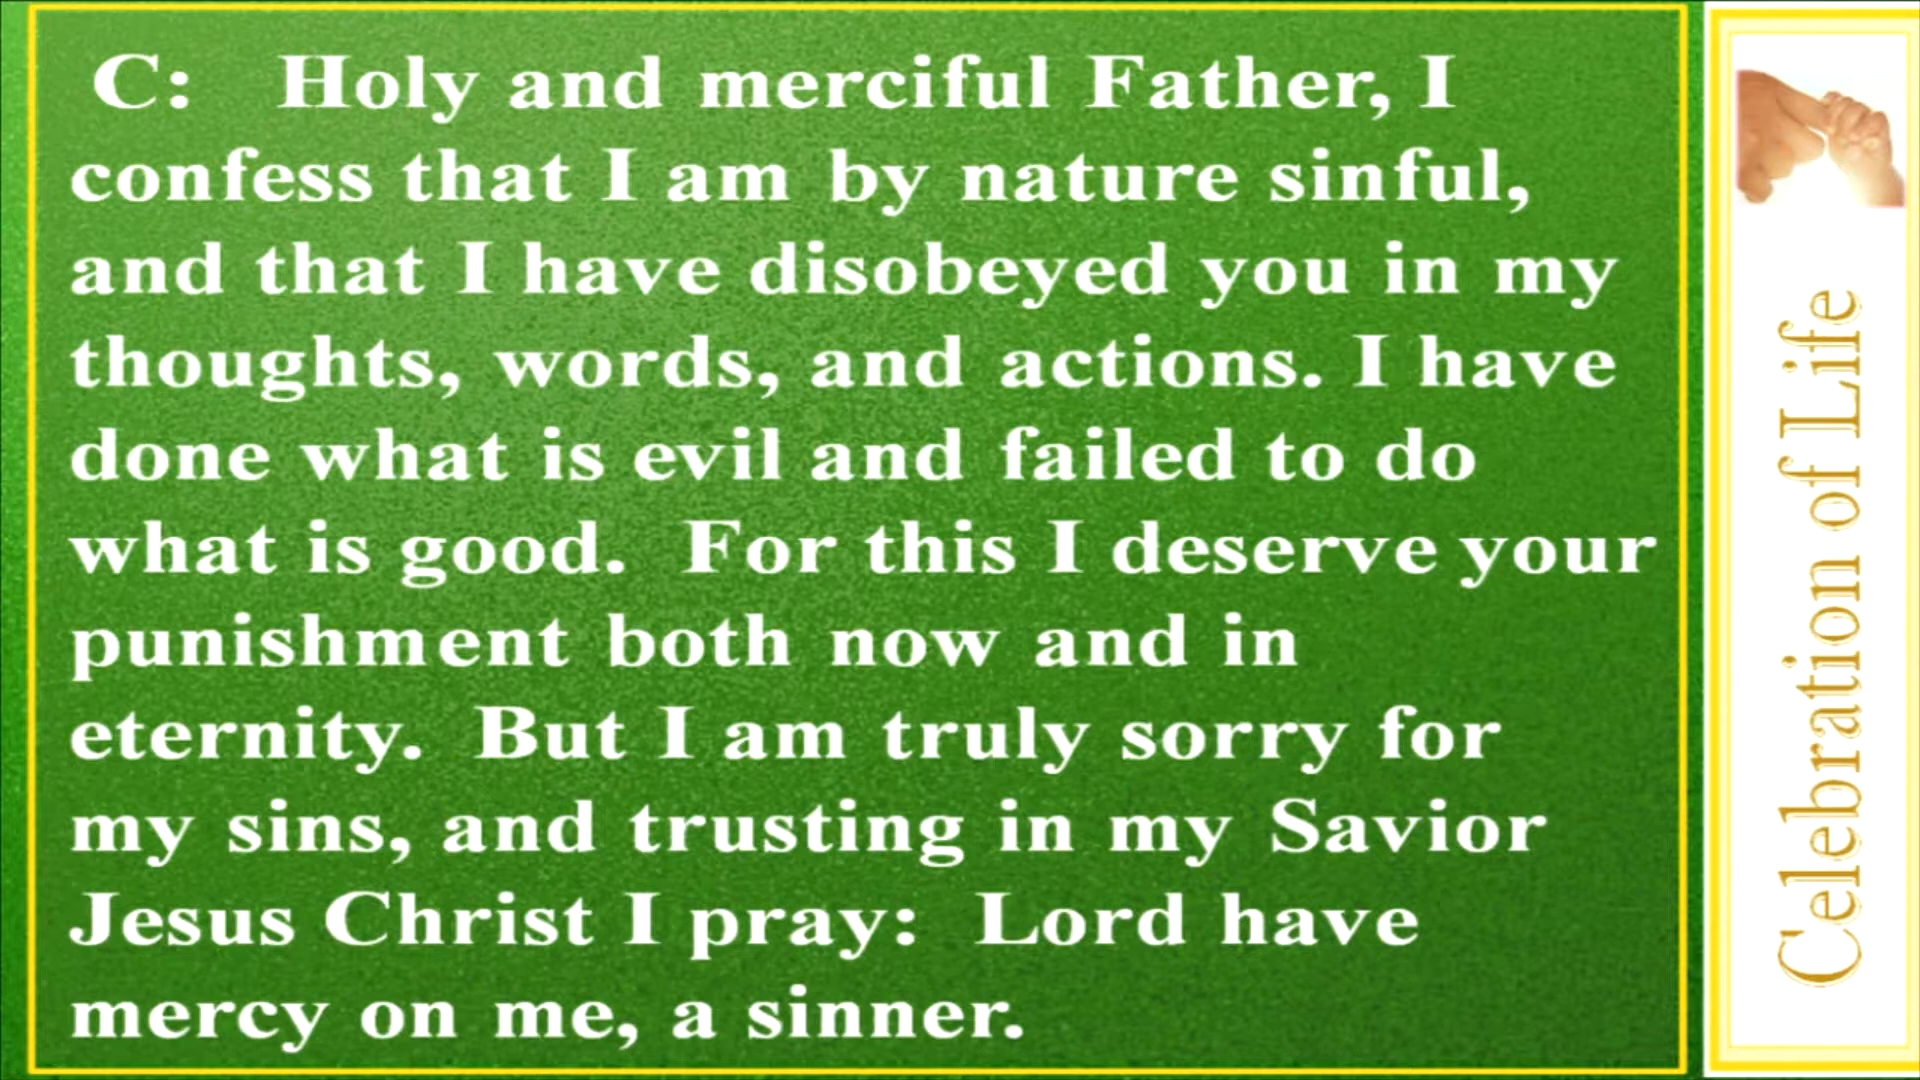 C: Holy and merciful Father, I
confess that I am by nature sinful,
and that I have disobeyed you in my
thoughts, words, and actions. I have
done what is evil and failed to do
what is good. For this I deserve your
punishment both now and in
eternity. But I am truly sorry for
my sins, and trusting in my Savior
Jesus Christ I pray: Lord have
mercy on me, a sinner.
Celebration of Life